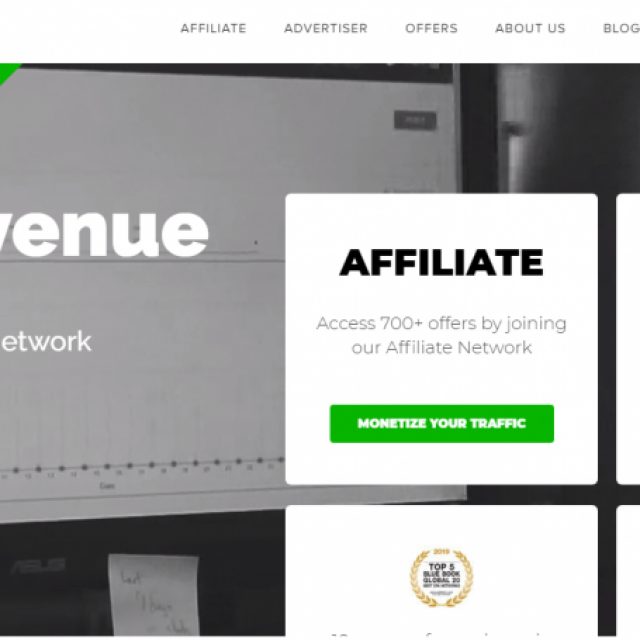 AFFILIATE ADVERTISER OFFERS ABOUT US BLOG
venue
etwork
AFFILIATE
Access 700+ offers by joining
our Affiliate Network
MONETIZE YOUR TRAFFIC
ASUS
2019
TOP 5
BLUE BOOK
GLOBAL 20